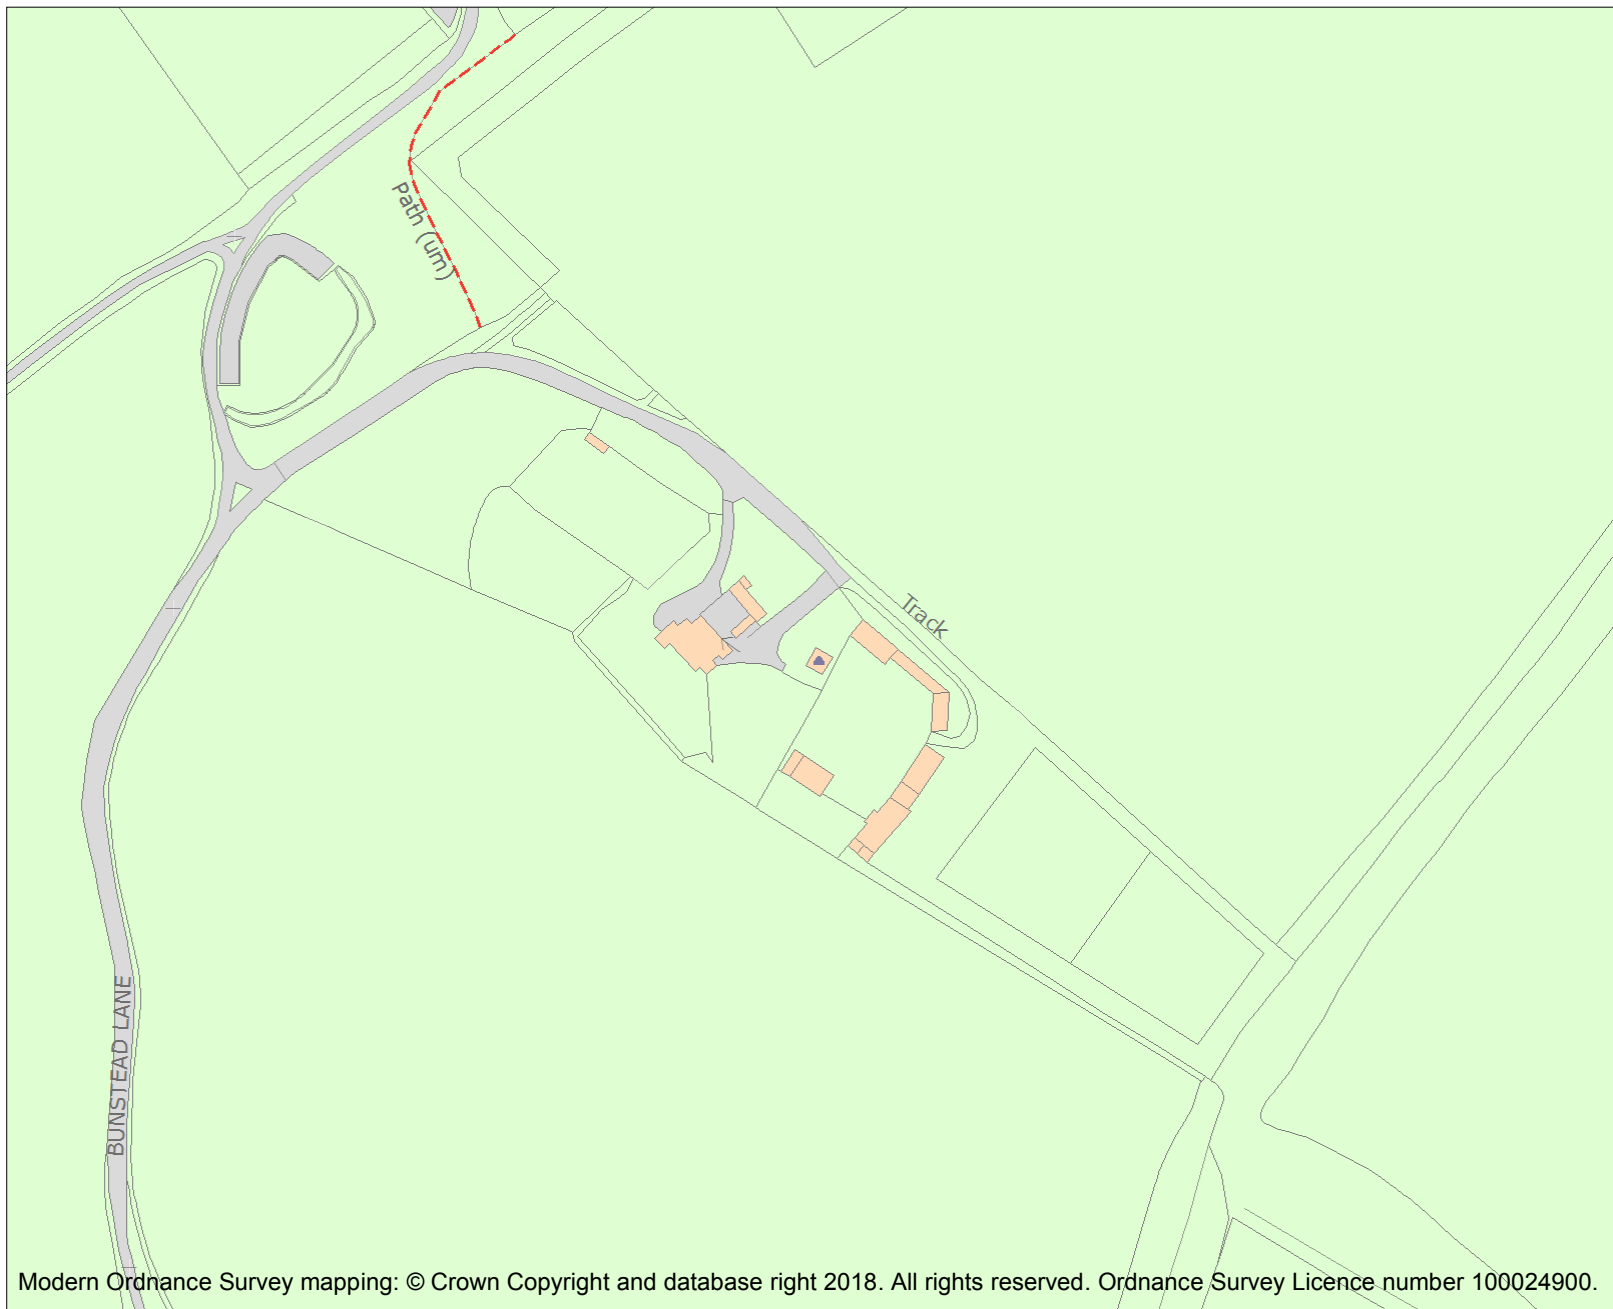 Path (um)
Track
BUNSTEAD LANE
Modern Ordnance Survey mapping: © Crown Copyright and database right 2018. All rights reserved. Ordnance Survey Licence number 100024900.